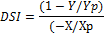 DSI = (1 - Y/Yp) / (-X/Xp